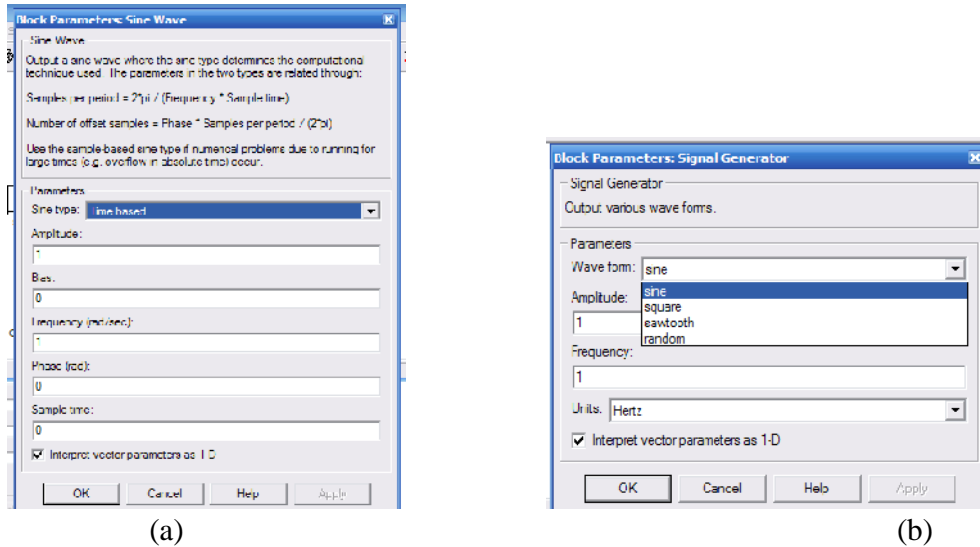 Block Parameters: Sine Wave
Sine Wave
Output a sine wave where the sine type determines the computational
technique used. The parameters in the two types are related through:
Samples per period = 2*pi / (Frequency * Sample time)
Number of offset samples = Phase * Samples per period / (2*pi)
Use the sample-based sine type if numerical problems due to running for
large times (e.g. overflow in absolute time) occur.
Parameters
Sine type: Time based
Amplitude:
1
Bias:
0
Frequency (rad/sec):
1
Phase (rad):
0
Sample time:
0
Interpret vector parameters as 1-D
OK Cancel Help Apply
(a)
Block Parameters: Signal Generator
Signal Generator
Output various wave forms.
Parameters
Wave form: sine
sine
square
sawtooth
random
Amplitude:
1
Frequency:
1
Units: Hertz
Interpret vector parameters as 1-D
OK Cancel Help Apply
(b)